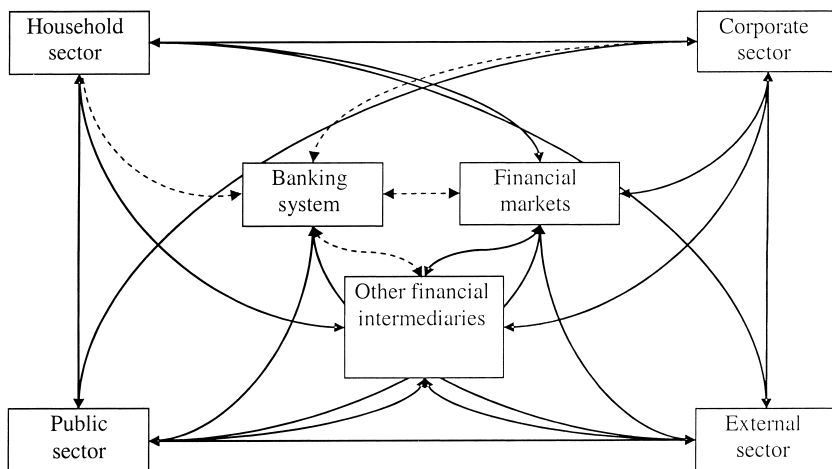 Household
sector
Corporate
sector
Banking
system
Financial
markets
Other financial
intermediaries
Public
sector
External
sector